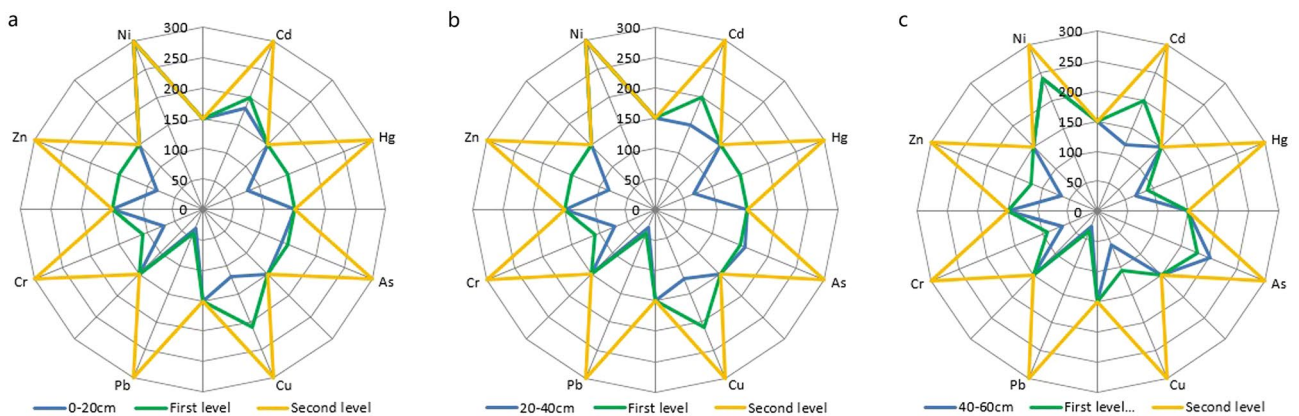 a
300
250
200
150
100
50
0
Ni
Cd
Zn
Hg
Cr
As
Pb
Cu
0-20cm First level Second level
b
300
250
200
150
100
50
0
Ni
Cd
Zn
Hg
Cr
As
Pb
Cu
20-40cm First level Second level
c
300
250
200
150
100
50
0
Ni
Cd
Zn
Hg
Cr
As
Pb
Cu
40-60cm First level... Second level